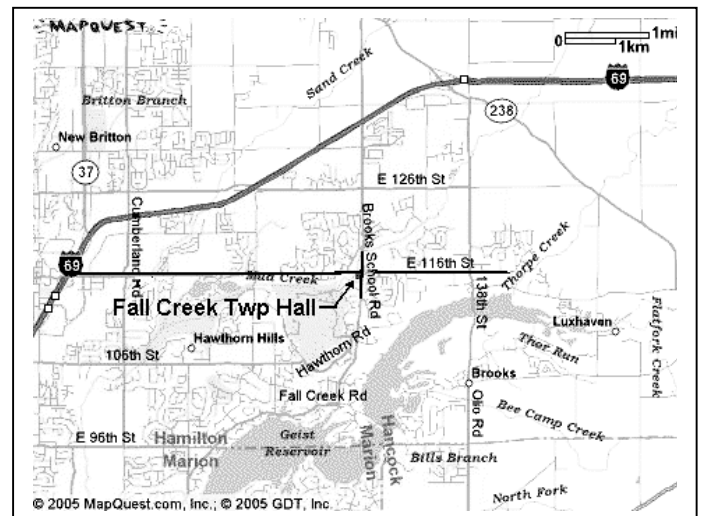 MAPQUEST
1mi
0
1km
Sand Creek
69
Britton Branch
238
New Britton
37
E 126th St
Cumberland Rd
Brooks School Rd
69
Mud Creek
E 116th St
Thorpe Creek
138th St
Fall Creek Twp Hall
Flatfork Creek
Luxhaven
Hawthorn Hills
Hawthorn Rd
Thor Run
106th St
Brooks
Fall Creek Rd
Olio Rd
Bee Camp Creek
E 96th St
Hamilton
Marion
Geist
Reservoir
Hancock
Marion
Bills Branch
North Fork
© 2005 MapQuest.com, Inc.; © 2005 GDT, Inc.